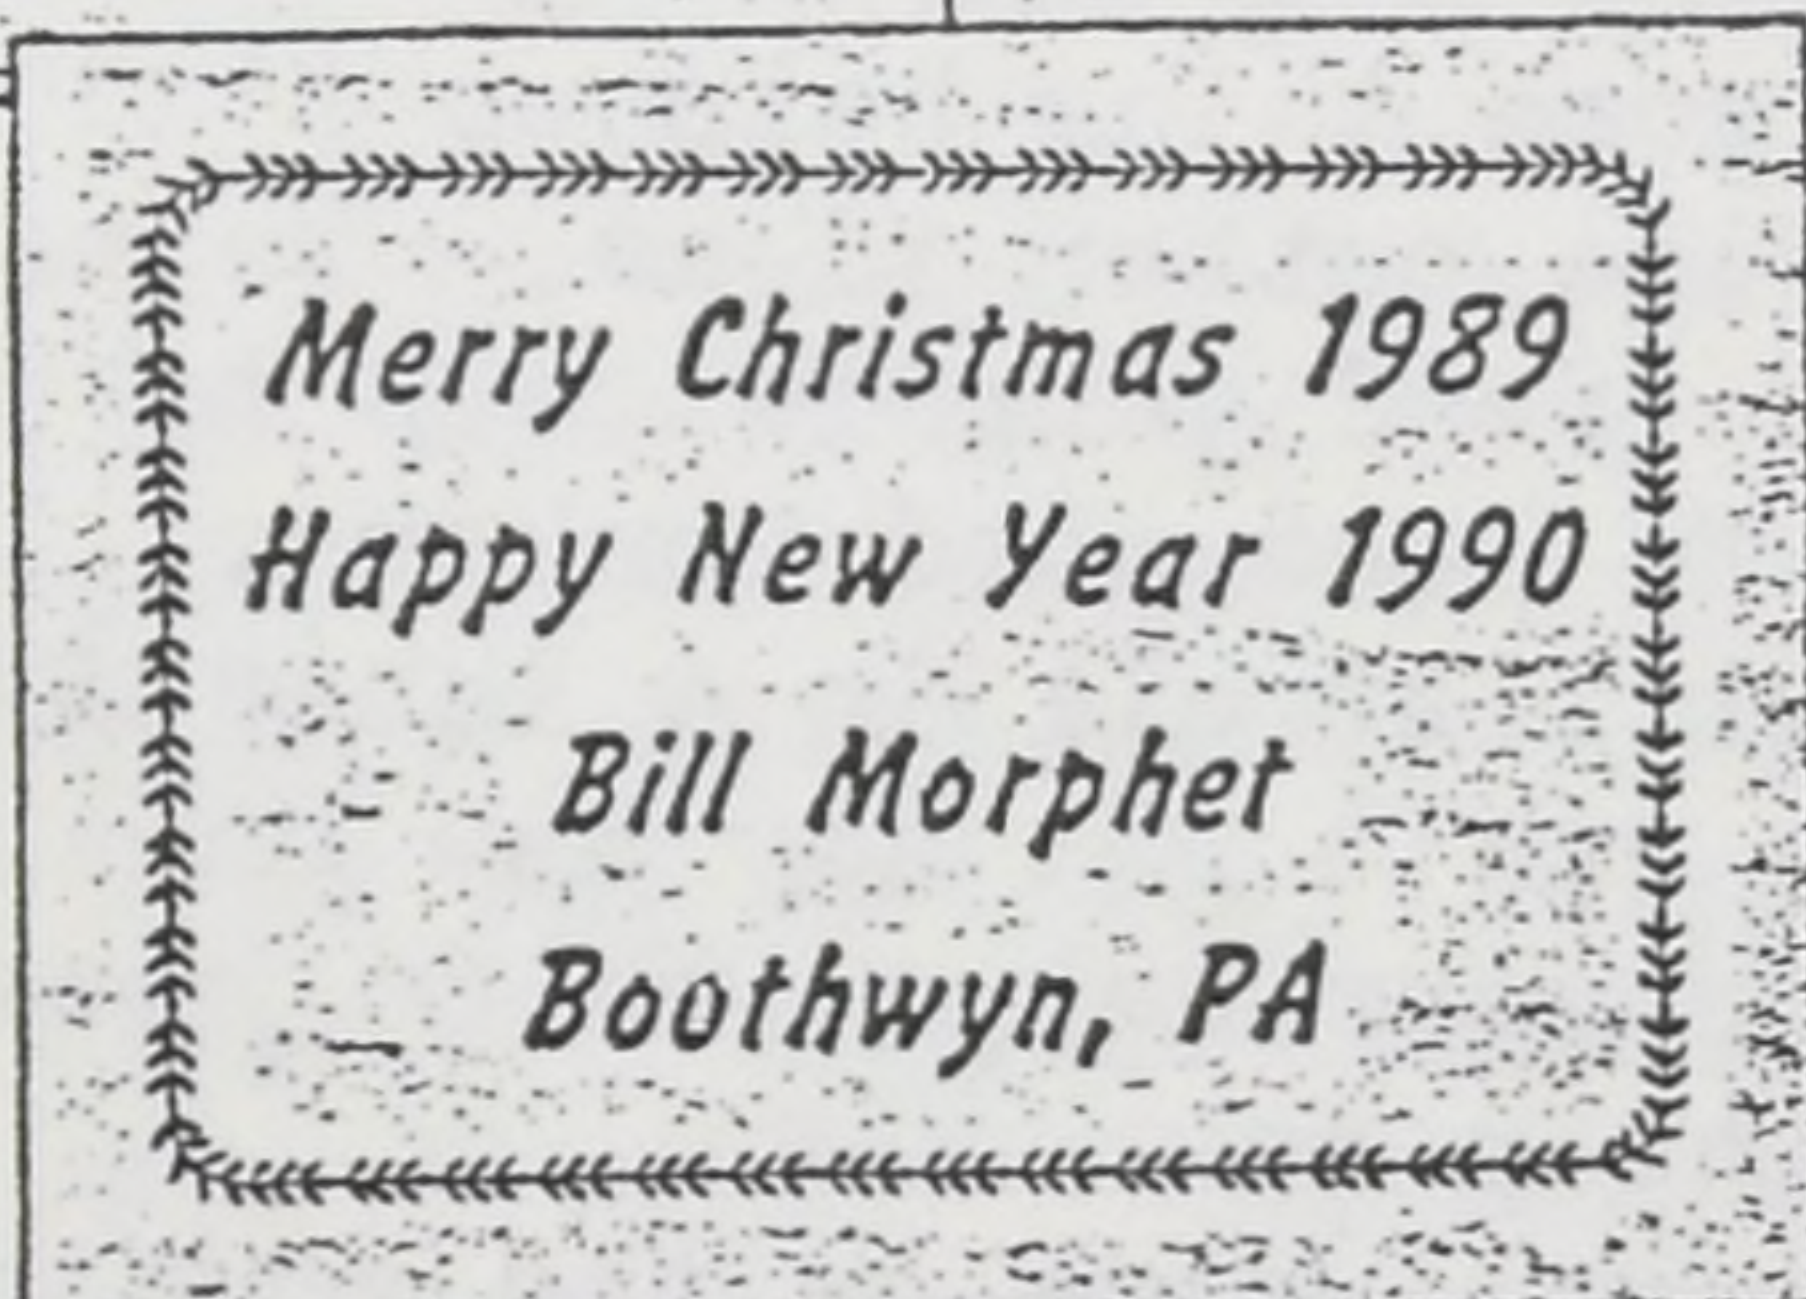 Merry Christmas 1989
Happy New Year 1990
Bill Morphet
Boothwyn, PA